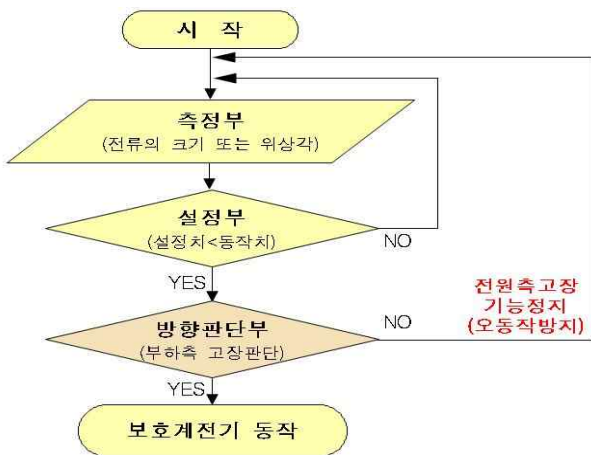 시 작
측정부
(전류의 크기 또는 위상각)
설정부
(설정치<동작치)
NO
YES
전원측고장
기능정지
(오동작방지)
방향판단부
(부하측 고장판단)
NO
YES
보호계전기 동작